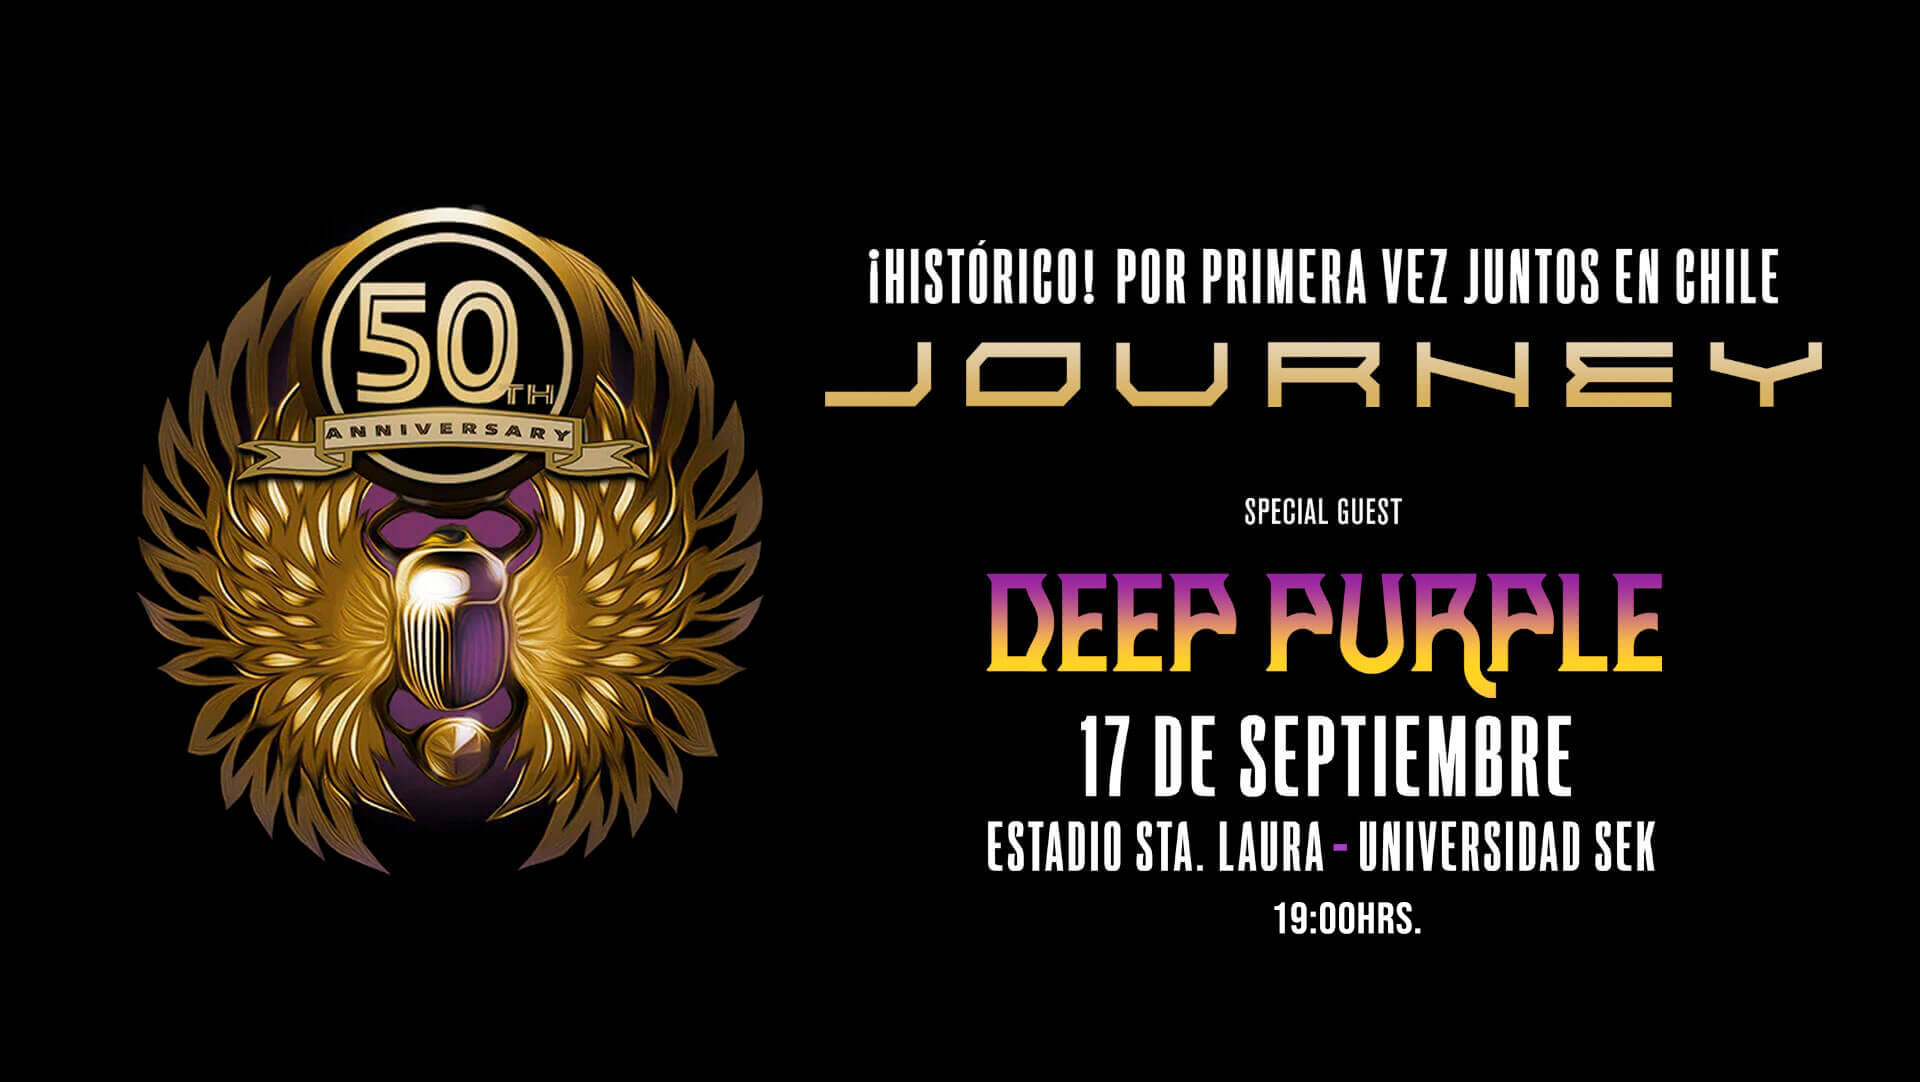 50TH
ANNIVERSARY
¡HISTÓRICO! POR PRIMERA VEZ JUNTOS EN CHILE
JOURNEY
SPECIAL GUEST
DEEP PURPLE
17 DE SEPTIEMBRE
ESTADIO STA. LAURA - UNIVERSIDAD SEK
19:00HRS.